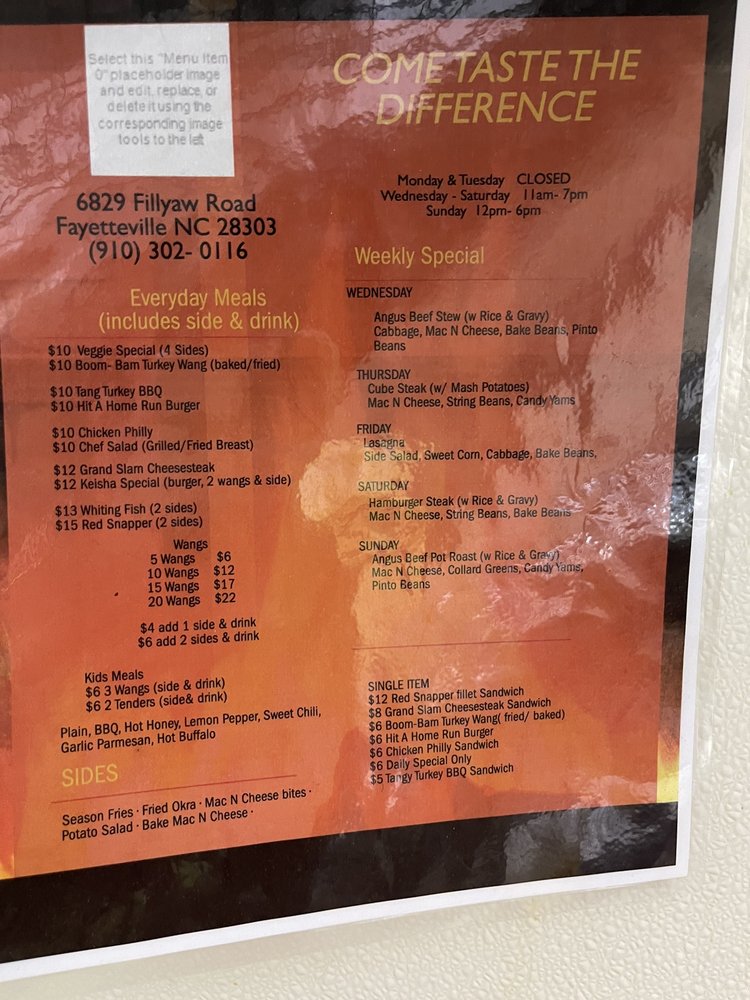 Select this "Menu Item
0" placeholder image
and edit, replace, or
delete it using the
corresponding image
tools to the left
6829 Fillyaw Road
Fayetteville NC 28303
(910) 302- 0116
Everyday Meals
(includes side & drink)
$10 Veggie Special (4 Sides)
$10 Boom- Bam Turkey Wang (baked/fried)
$10 Tang Turkey BBQ
$10 Hit A Home Run Burger
$10 Chicken Philly
$10 Chef Salad (Grilled/Fried Breast)
$12 Grand Slam Cheesesteak
$12 Keisha Special (burger, 2 wangs & side)
$13 Whiting Fish (2 sides)
$15 Red Snapper (2 sides)
Wangs
5 Wangs $6
10 Wangs $12
15 Wangs $17
20 Wangs $22
$4 add 1 side & drink
$6 add 2 sides & drink
Kids Meals
$6 3 Wangs (side & drink)
$6 2 Tenders (side& drink)
Plain, BBQ, Hot Honey, Lemon Pepper, Sweet Chili,
Garlic Parmesan, Hot Buffalo
SIDES
Season Fries · Fried Okra · Mac N Cheese bites ·
Potato Salad · Bake Mac N Cheese ·
COME TASTE THE
DIFFERENCE
Monday & Tuesday CLOSED
Wednesday - Saturday 11am- 7pm
Sunday 12pm- 6pm
Weekly Special
WEDNESDAY
Angus Beef Stew (w Rice & Gravy)
Cabbage, Mac N Cheese, Bake Beans, Pinto
Beans
THURSDAY
Cube Steak (w/ Mash Potatoes)
Mac N Cheese, String Beans, Candy Yams
FRIDAY
Lasagna
Side Salad, Sweet Corn, Cabbage, Bake Beans,
SATURDAY
Hamburger Steak (w Rice & Gravy)
Mac N Cheese, String Beans, Bake Beans
SUNDAY
Angus Beef Pot Roast (w Rice & Gravy)
Mac N Cheese, Collard Greens, Candy Yams,
Pinto Beans
SINGLE ITEM
$12 Red Snapper fillet Sandwich
$8 Grand Slam Cheesesteak Sandwich
$6 Boom-Bam Turkey Wang( fried/ baked)
$6 Hit A Home Run Burger
$6 Chicken Philly Sandwich
$6 Daily Special Only
$5 Tangy Turkey BBQ Sandwich